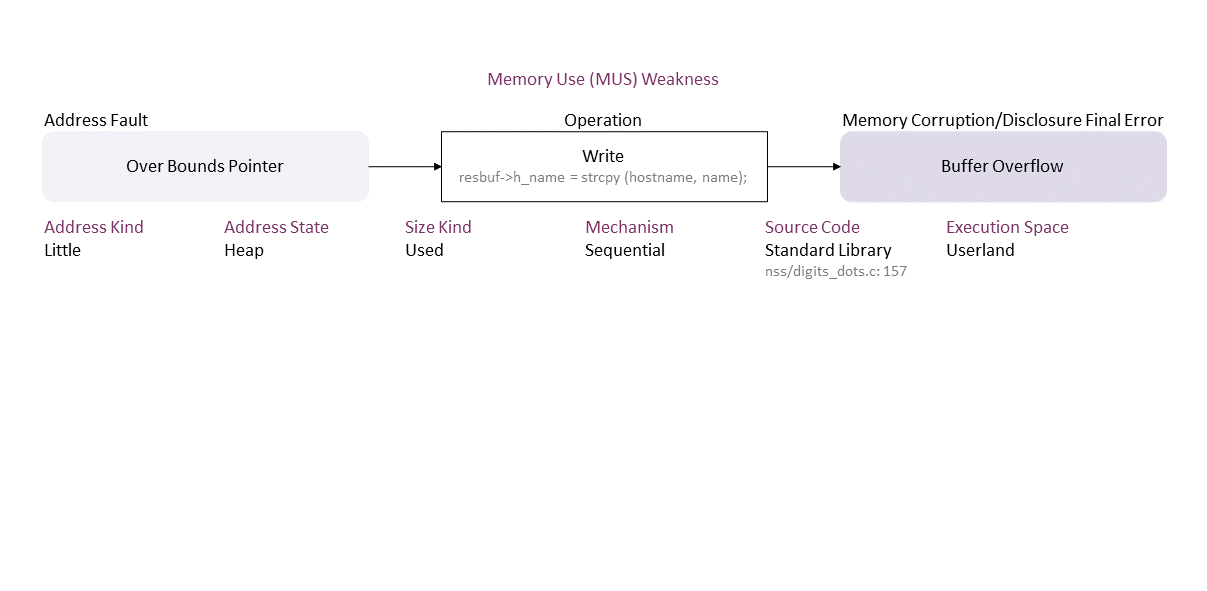 Memory Use (MUS) Weakness
Address Fault
Operation
Memory Corruption/Disclosure Final Error
Over Bounds Pointer
Write
resbuf->h_name = strcpy (hostname, name);
Buffer Overflow
Address Kind
Little
Address State
Heap
Size Kind
Used
Mechanism
Sequential
Source Code
Standard Library
nss/digits_dots.c: 157
Execution Space
Userland